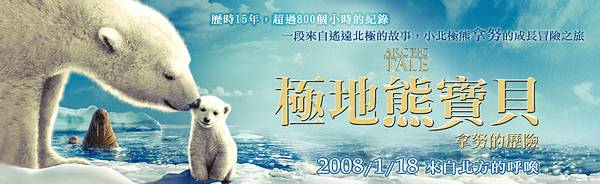 歷時15年，超過800個小時的紀錄
一段來自遙遠北極的故事，小北極熊拿努的成長冒險之旅
ARCTIC
TALE
極地熊寶貝
拿努的歷險
2008/1/18 來自北方的呼喚